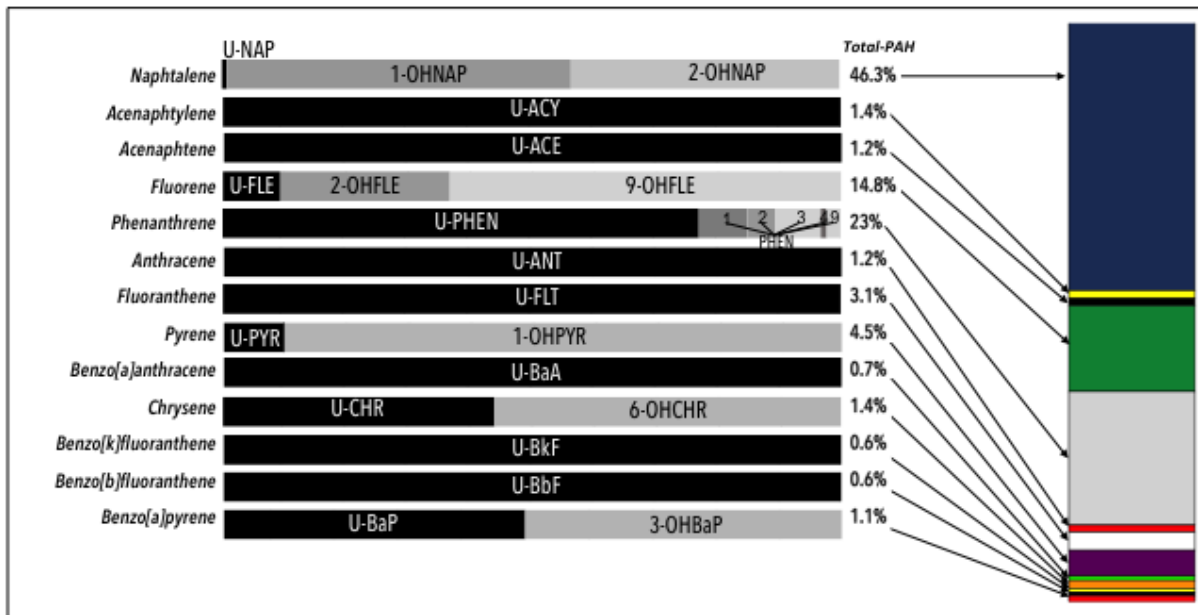 U-NAP
Total-PAH
Naphtalene 1-OHNAP 2-OHNAP 46.3%
Acenaphtylene U-ACY 1.4%
Acenaphtene U-ACE 1.2%
Fluorene U-FLE 2-OHFLE 9-OHFLE 14.8%
Phenanthrene U-PHEN 1 2 3 4 9 23%
PHEN
Anthracene U-ANT 1.2%
Fluoranthene U-FLT 3.1%
Pyrene U-PYR 1-OHPYR 4.5%
Benzo[a]anthracene U-BaA 0.7%
Chrysene U-CHR 6-OHCHR 1.4%
Benzo[k]fluoranthene U-BkF 0.6%
Benzo[b]fluoranthene U-BbF 0.6%
Benzo[a]pyrene U-BaP 3-OHBaP 1.1%